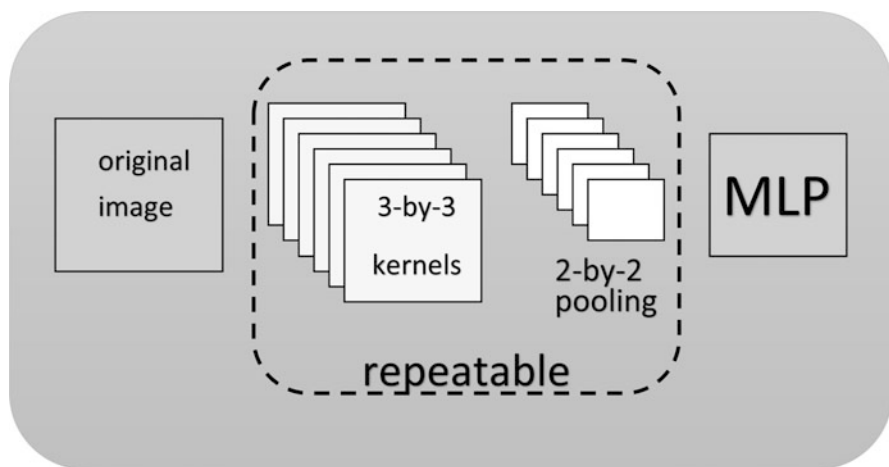 original
image
3-by-3
kernels
2-by-2
pooling
repeatable
MLP